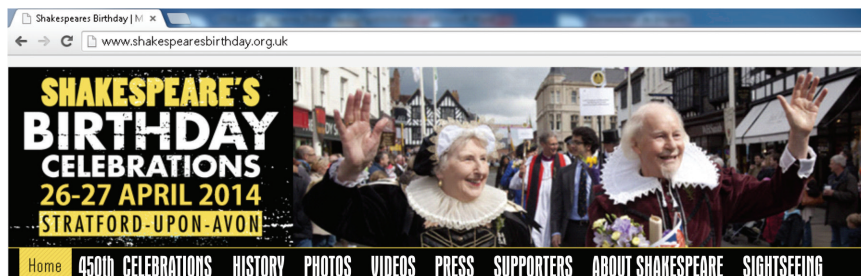 Shakespeares Birthday | M
www.shakespearesbirthday.org.uk
SHAKESPEARE'S
BIRTHDAY
CELEBRATIONS
26-27 APRIL 2014
STRATFORD-UPON-AVON
Home 450th CELEBRATIONS HISTORY PHOTOS VIDEOS PRESS SUPPORTERS ABOUT SHAKESPEARE SIGHTSEEING